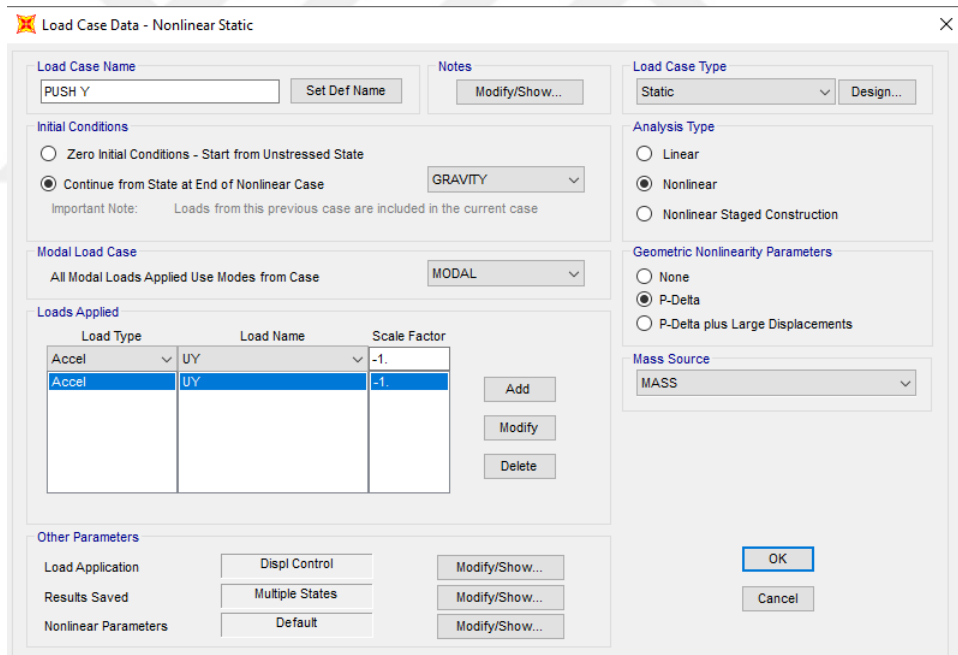 Load Case Data - Nonlinear Static
Load Case Name
PUSH Y
Set Def Name
Notes
Modify/Show...
Load Case Type
Static
Design...
Initial Conditions
Zero Initial Conditions - Start from Unstressed State
Continue from State at End of Nonlinear Case
GRAVITY
Important Note: Loads from this previous case are included in the current case
Analysis Type
Linear
Nonlinear
Nonlinear Staged Construction
Modal Load Case
All Modal Loads Applied Use Modes from Case
MODAL
Geometric Nonlinearity Parameters
None
P-Delta
P-Delta plus Large Displacements
Loads Applied
Load Type Load Name Scale Factor
Accel UY -1.
Accel UY -1.
Add
Modify
Delete
Mass Source
MASS
Other Parameters
Load Application Displ Control Modify/Show...
Results Saved Multiple States Modify/Show...
Nonlinear Parameters Default Modify/Show...
OK
Cancel